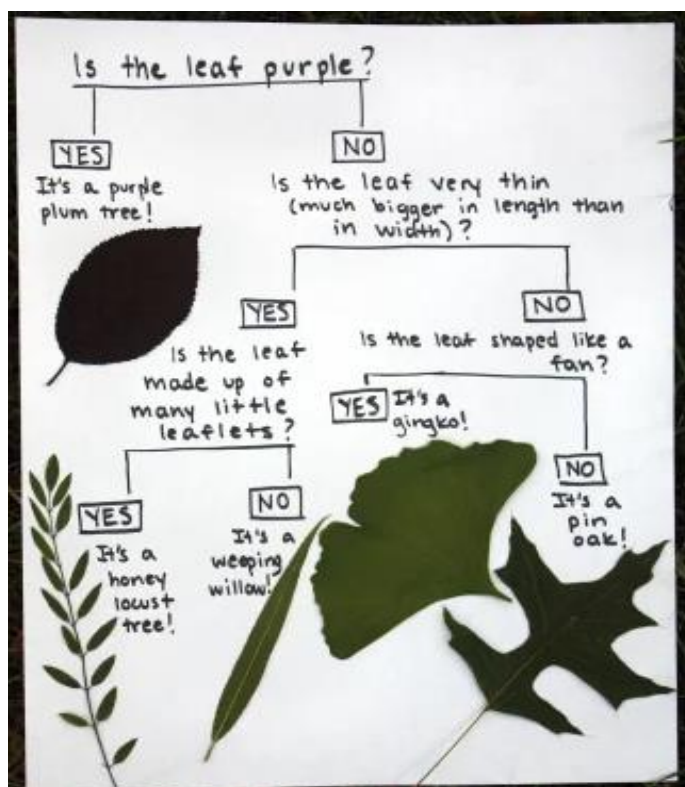 Is the leaf purple?
YES
It's a purple
plum tree!
NO
Is the leaf very thin
(much bigger in length than
in width)?
YES
Is the leaf
made up of
many little
leaflets?
YES
It's a
honey
locust
tree!
NO
It's a
weeping
willow!
NO
Is the leaf shaped like a
fan?
YES
It's a
gingko!
NO
It's a
pin
oak!